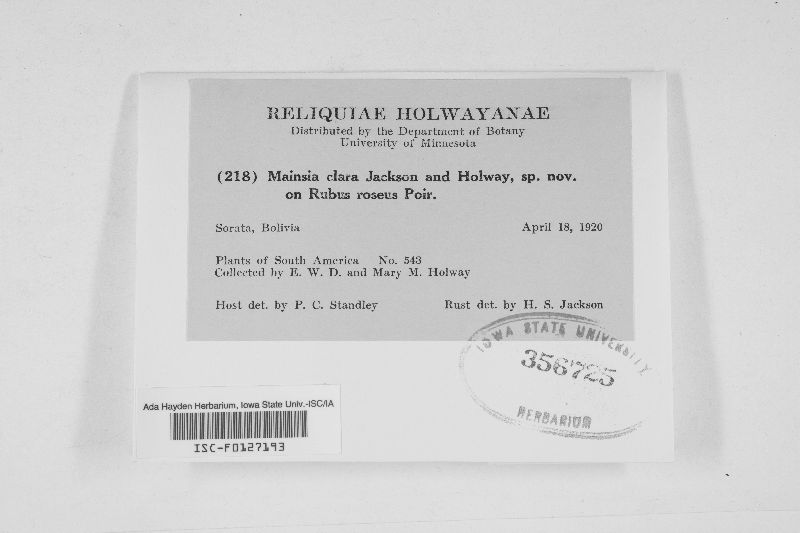 RELIQUIAE HOLWAYANAE
Distributed by the Department of Botany
University of Minnesota
(218) Mainsia clara Jackson and Holway, sp. nov.
on Rubus roseus Poir.
Sorata, Bolivia April 18, 1920
Plants of South America No. 543
Collected by E. W. D. and Mary M. Holway
Host det. by P. C. Standley Rust det. by H. S. Jackson
IOWA STATE UNIVERSITY
356725
HERBARIUM
Ada Hayden Herbarium, Iowa State Univ.-ISC/IA
ISC-F0127193